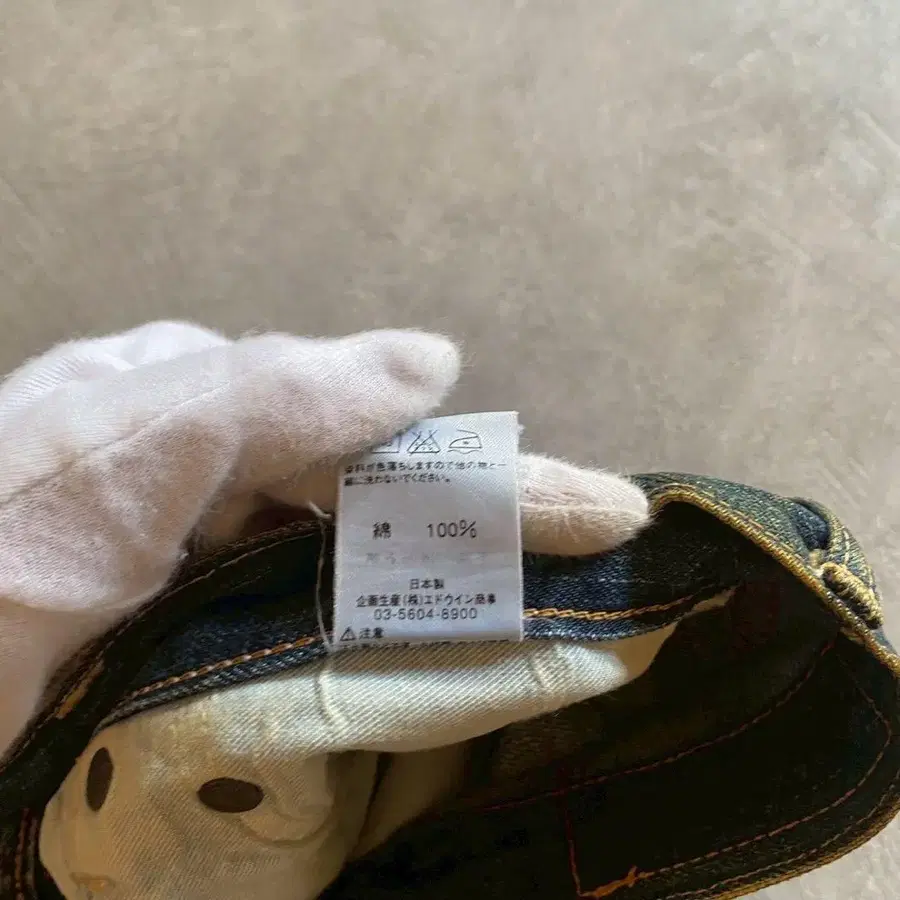 染料が色落ちしますので他の物と一
緒に洗わないでください。
綿 100%
日本製
企画生産(株)エドウイン商事
03-5604-8900
⚠注意